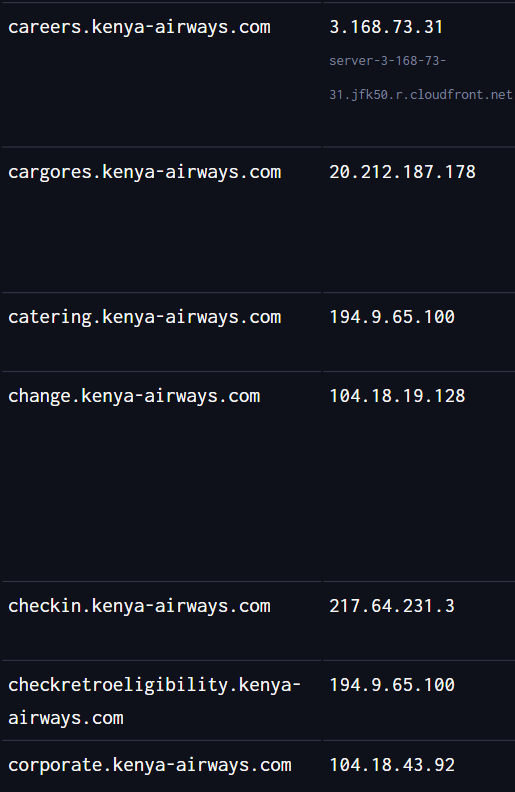 careers.kenya-airways.com 3.168.73.31
server-3-168-73-
31.jfk50.r.cloudfront.net
cargores.kenya-airways.com 20.212.187.178
catering.kenya-airways.com 194.9.65.100
change.kenya-airways.com 104.18.19.128
checkin.kenya-airways.com 217.64.231.3
checkretroeligibility.kenya- 194.9.65.100
airways.com
corporate.kenya-airways.com 104.18.43.92